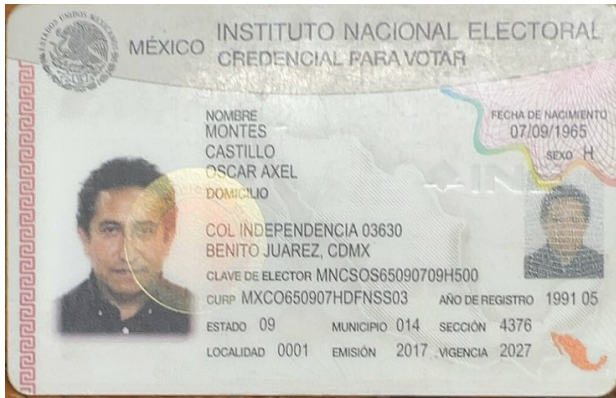 MÉXICO
INSTITUTO NACIONAL ELECTORAL
CREDENCIAL PARA VOTAR
NOMBRE
MONTES
CASTILLO
OSCAR AXEL
DOMICILIO
COL INDEPENDENCIA 03630
BENITO JUAREZ, CDMX
FECHA DE NACIMIENTO
07/09/1965
SEXO H
CLAVE DE ELECTOR MNCSOS65090709H500
CURP MXCO650907HDFNSS03 AÑO DE REGISTRO 1991 05
ESTADO 09 MUNICIPIO 014 SECCIÓN 4376
LOCALIDAD 0001 EMISIÓN 2017 VIGENCIA 2027